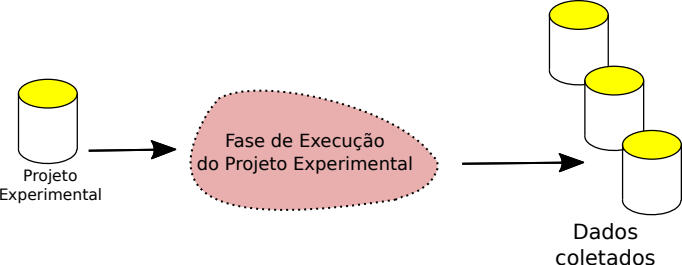 Projeto
Experimental
Fase de Execução
do Projeto Experimental
Dados
coletados